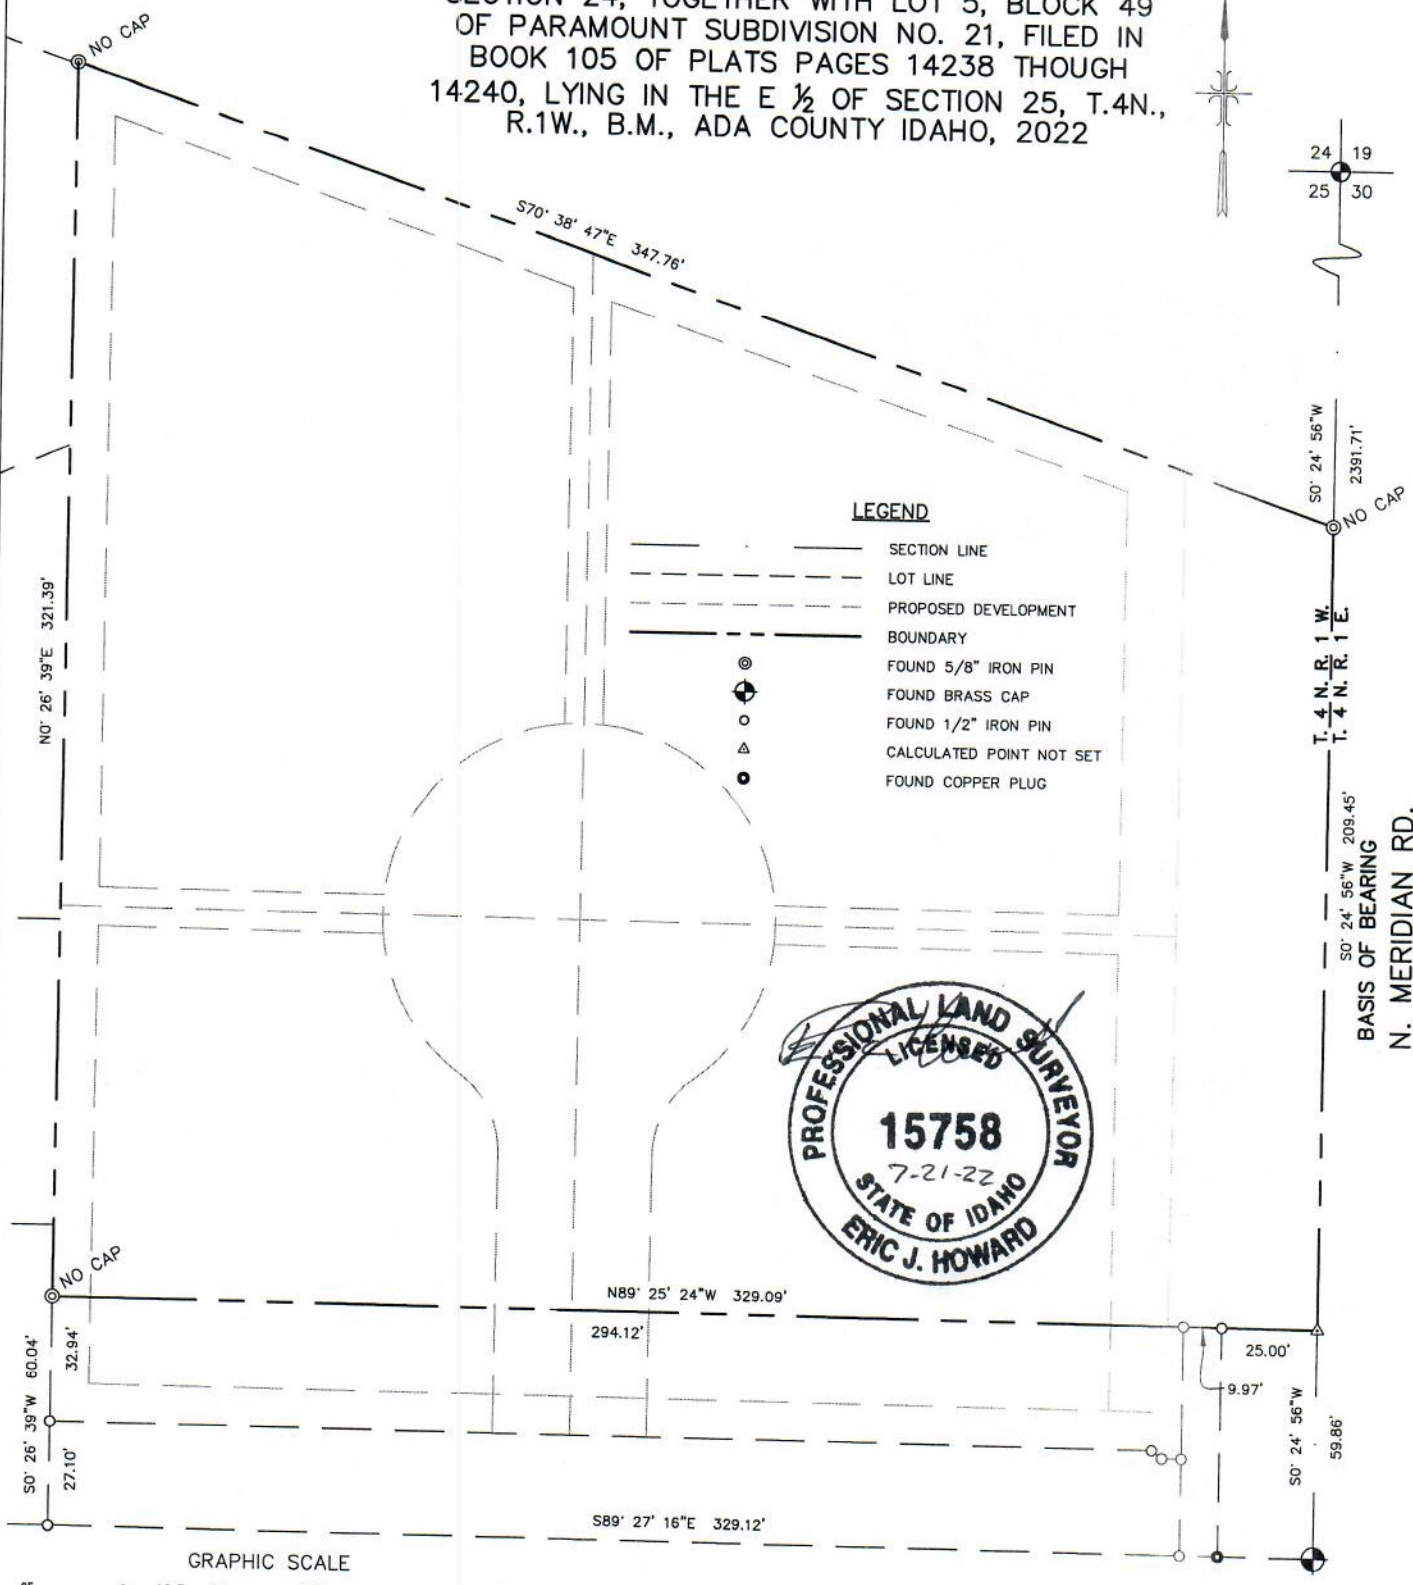 SECTION 24, TOGETHER WITH LOT 5, BLOCK 49
OF PARAMOUNT SUBDIVISION NO. 21, FILED IN
BOOK 105 OF PLATS PAGES 14238 THOUGH
14240, LYING IN THE E ½ OF SECTION 25, T.4N.,
R.1W., B.M., ADA COUNTY IDAHO, 2022
NO CAP
24 19
25 30
S70° 38' 47"E 347.76'
S0° 24' 56"W
2391.71'
NO CAP
LEGEND
SECTION LINE
LOT LINE
PROPOSED DEVELOPMENT
BOUNDARY
FOUND 5/8" IRON PIN
FOUND BRASS CAP
FOUND 1/2" IRON PIN
CALCULATED POINT NOT SET
FOUND COPPER PLUG
N0° 26' 39"E 321.39'
T. 4 N. R. 1 W.
T. 4 N. R. 1 E.
S0° 24' 56"W 209.45'
BASIS OF BEARING
N. MERIDIAN RD.
PROFESSIONAL LAND SURVEYOR
LICENSED
15758
7-21-22
STATE OF IDAHO
ERIC J. HOWARD
NO CAP
N89° 25' 24"W 329.09'
294.12'
25.00'
9.97'
S0° 26' 39"W 60.04'
32.94'
27.10'
S0° 24' 56"W
59.86'
S89° 27' 16"E 329.12'
GRAPHIC SCALE